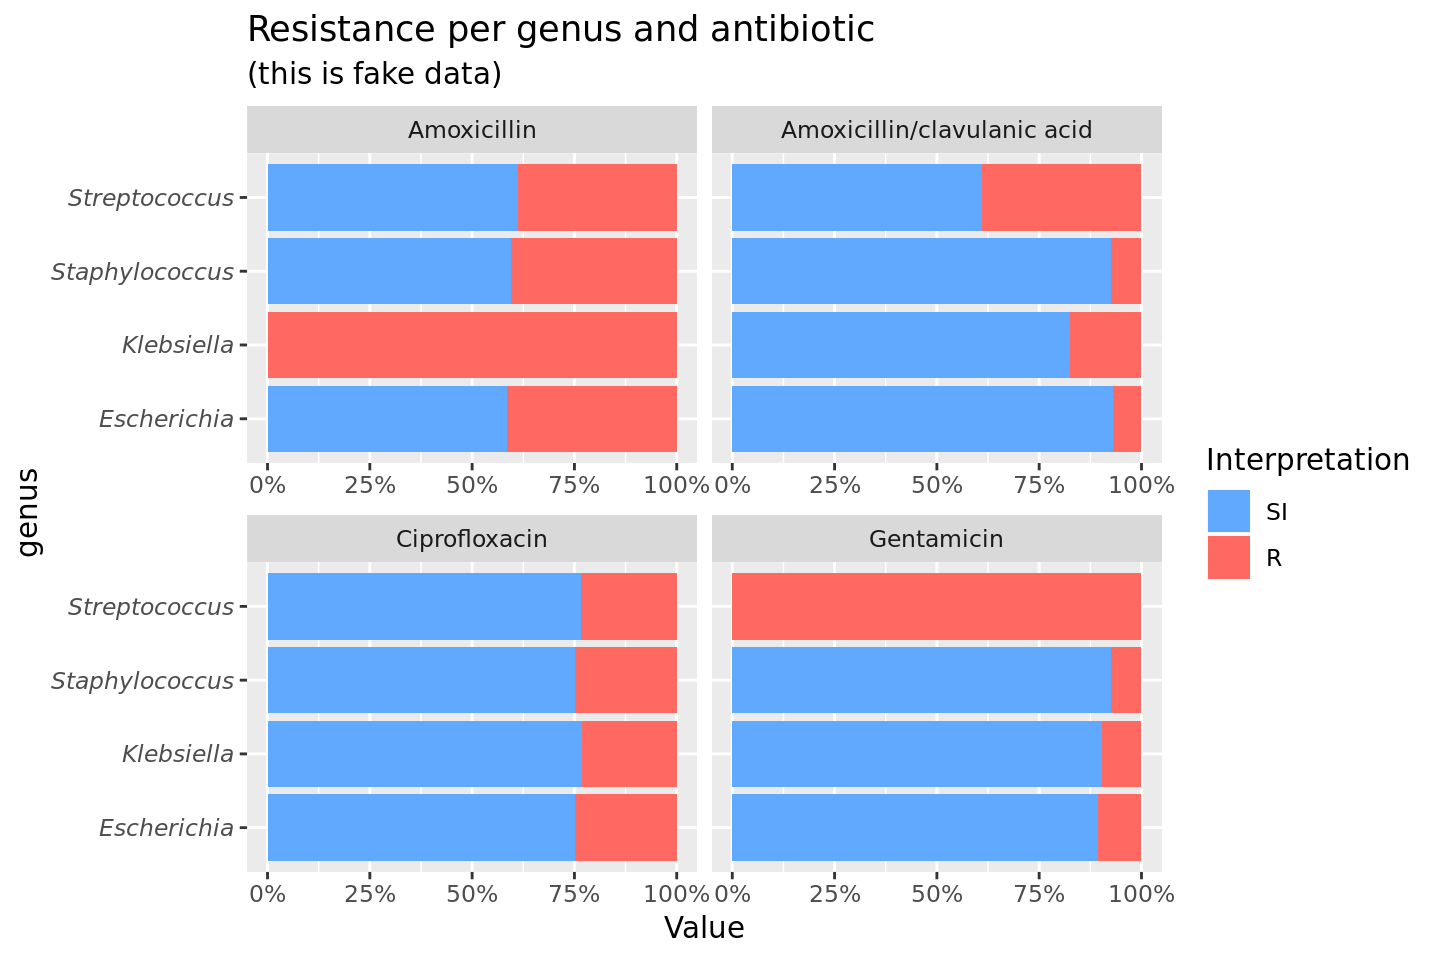 Resistance per genus and antibiotic
(this is fake data)
Amoxicillin
Amoxicillin/clavulanic acid
Streptococcus
Staphylococcus
Klebsiella
Escherichia
0% 25% 50% 75% 100% 0% 25% 50% 75% 100%
Ciprofloxacin
Gentamicin
Streptococcus
Staphylococcus
Klebsiella
Escherichia
0% 25% 50% 75% 100% 0% 25% 50% 75% 100%
Value
genus
Interpretation
SI
R